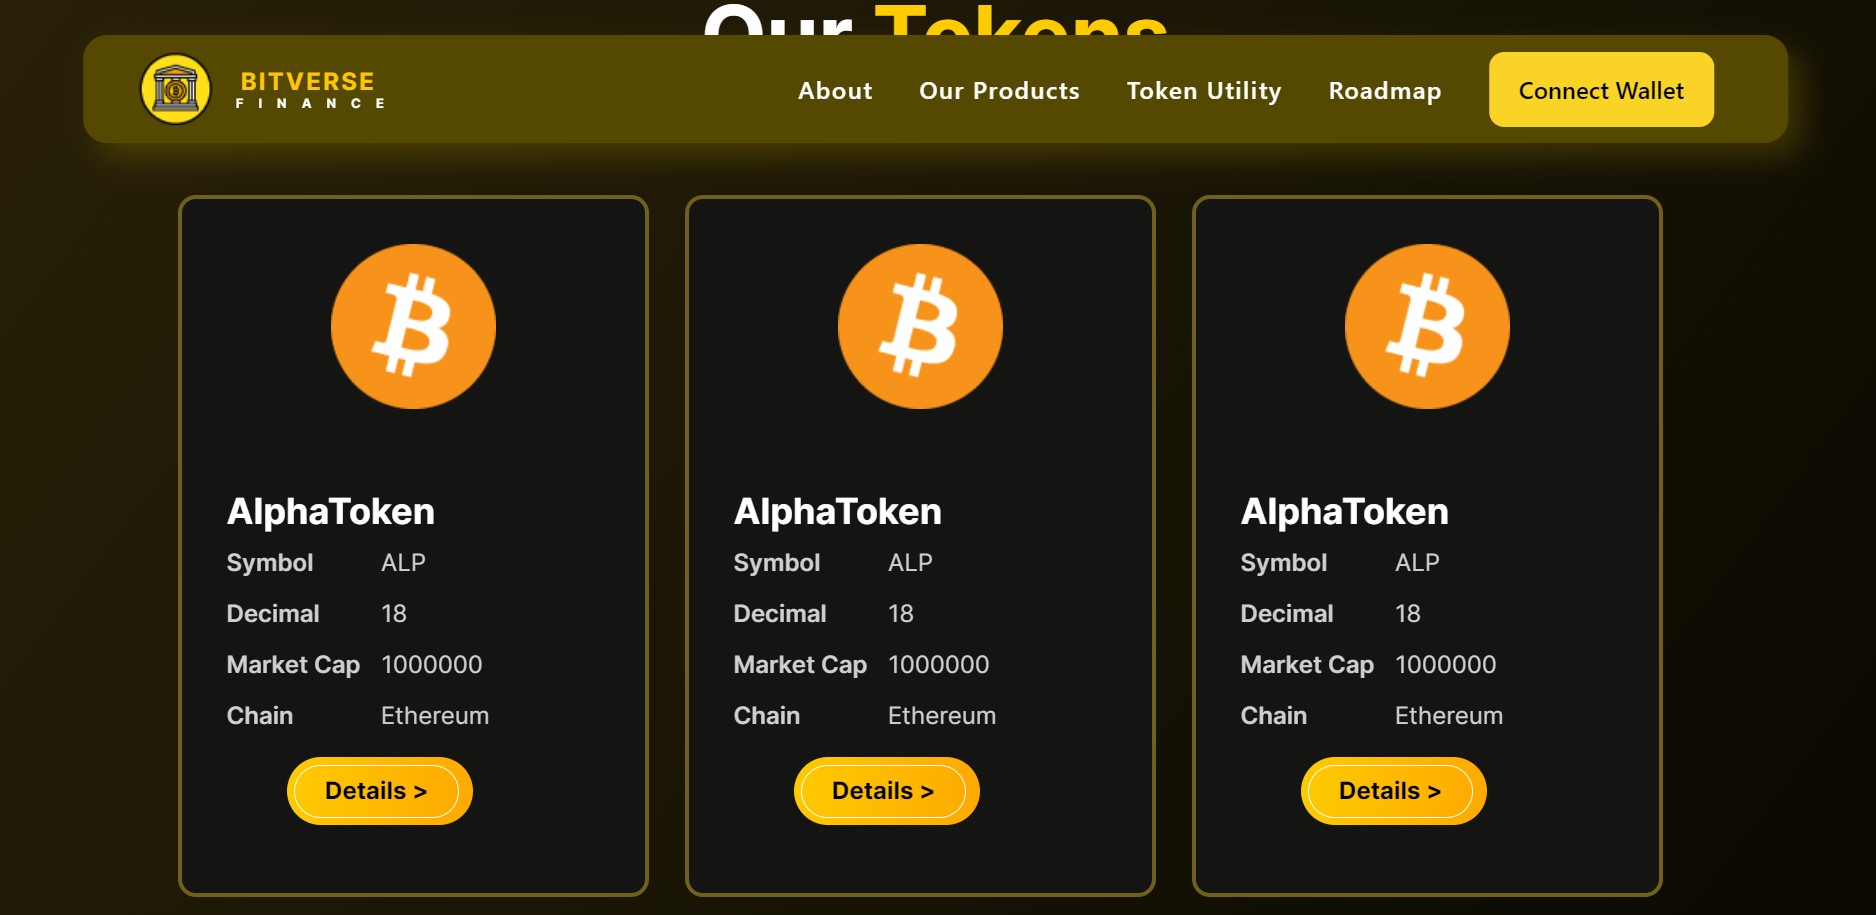 Our Tokens
BITVERSE
FINANCE
About Our Products Token Utility Roadmap Connect Wallet
AlphaToken
Symbol ALP
Decimal 18
Market Cap 1000000
Chain Ethereum
Details >
AlphaToken
Symbol ALP
Decimal 18
Market Cap 1000000
Chain Ethereum
Details >
AlphaToken
Symbol ALP
Decimal 18
Market Cap 1000000
Chain Ethereum
Details >